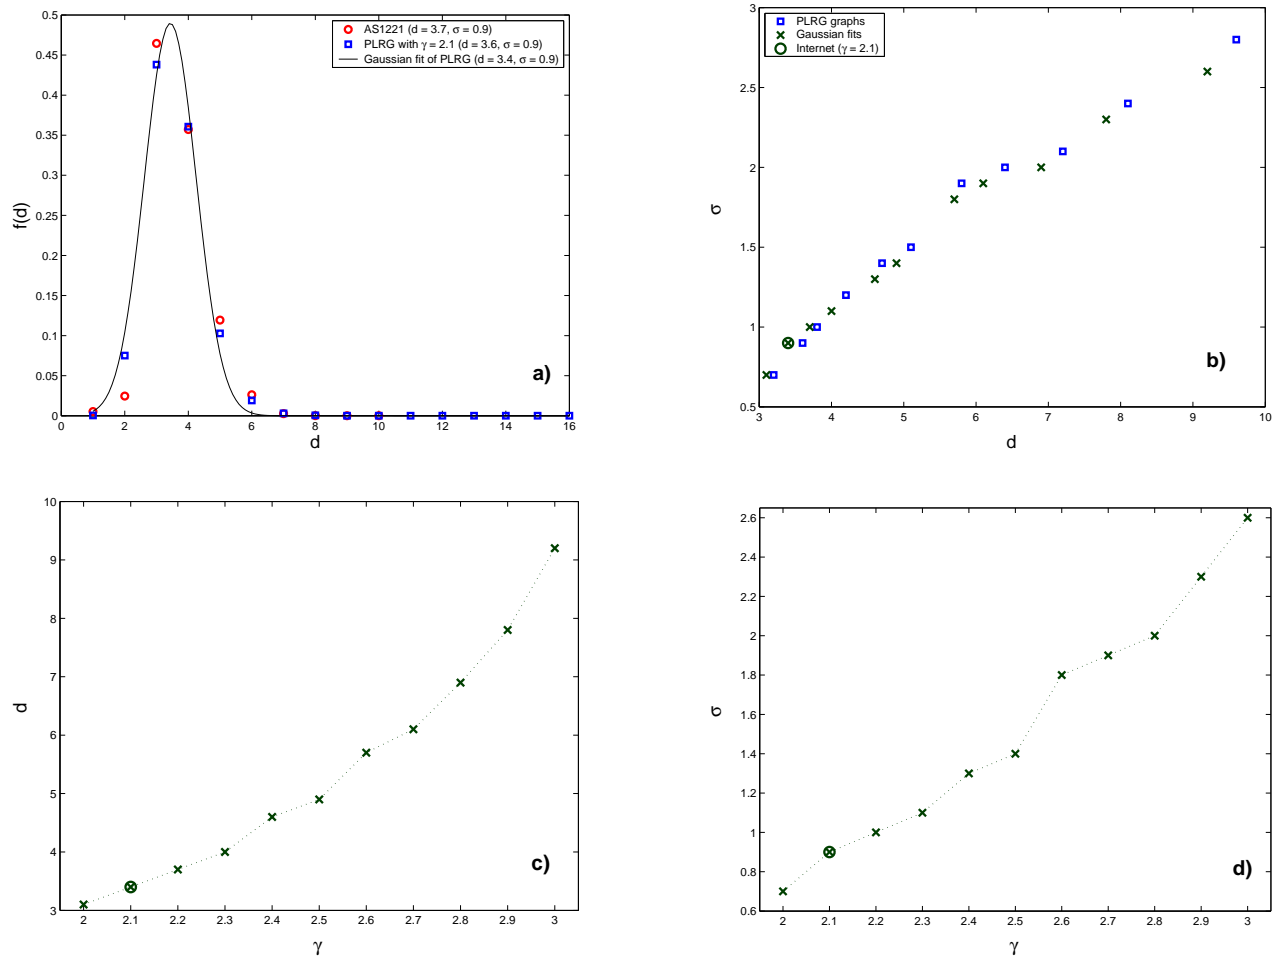 AS1221 (d = 3.7, σ = 0.9)
PLRG with γ = 2.1 (d = 3.6, σ = 0.9)
Gaussian fit of PLRG (d = 3.4, σ = 0.9)
0.5
0.45
0.4
0.35
0.3
0.25
0.2
0.15
0.1
0.05
0
f(d)
a)
0 2 4 6 8 10 12 14 16
d
PLRG graphs
Gaussian fits
Internet (γ = 2.1)
3
2.5
2
1.5
1
0.5
σ
b)
3 4 5 6 7 8 9 10
d
10
9
8
7
6
5
4
3
d
c)
2 2.1 2.2 2.3 2.4 2.5 2.6 2.7 2.8 2.9 3
γ
2.6
2.4
2.2
2
1.8
1.6
1.4
1.2
1
0.8
0.6
σ
d)
2 2.1 2.2 2.3 2.4 2.5 2.6 2.7 2.8 2.9 3
γ